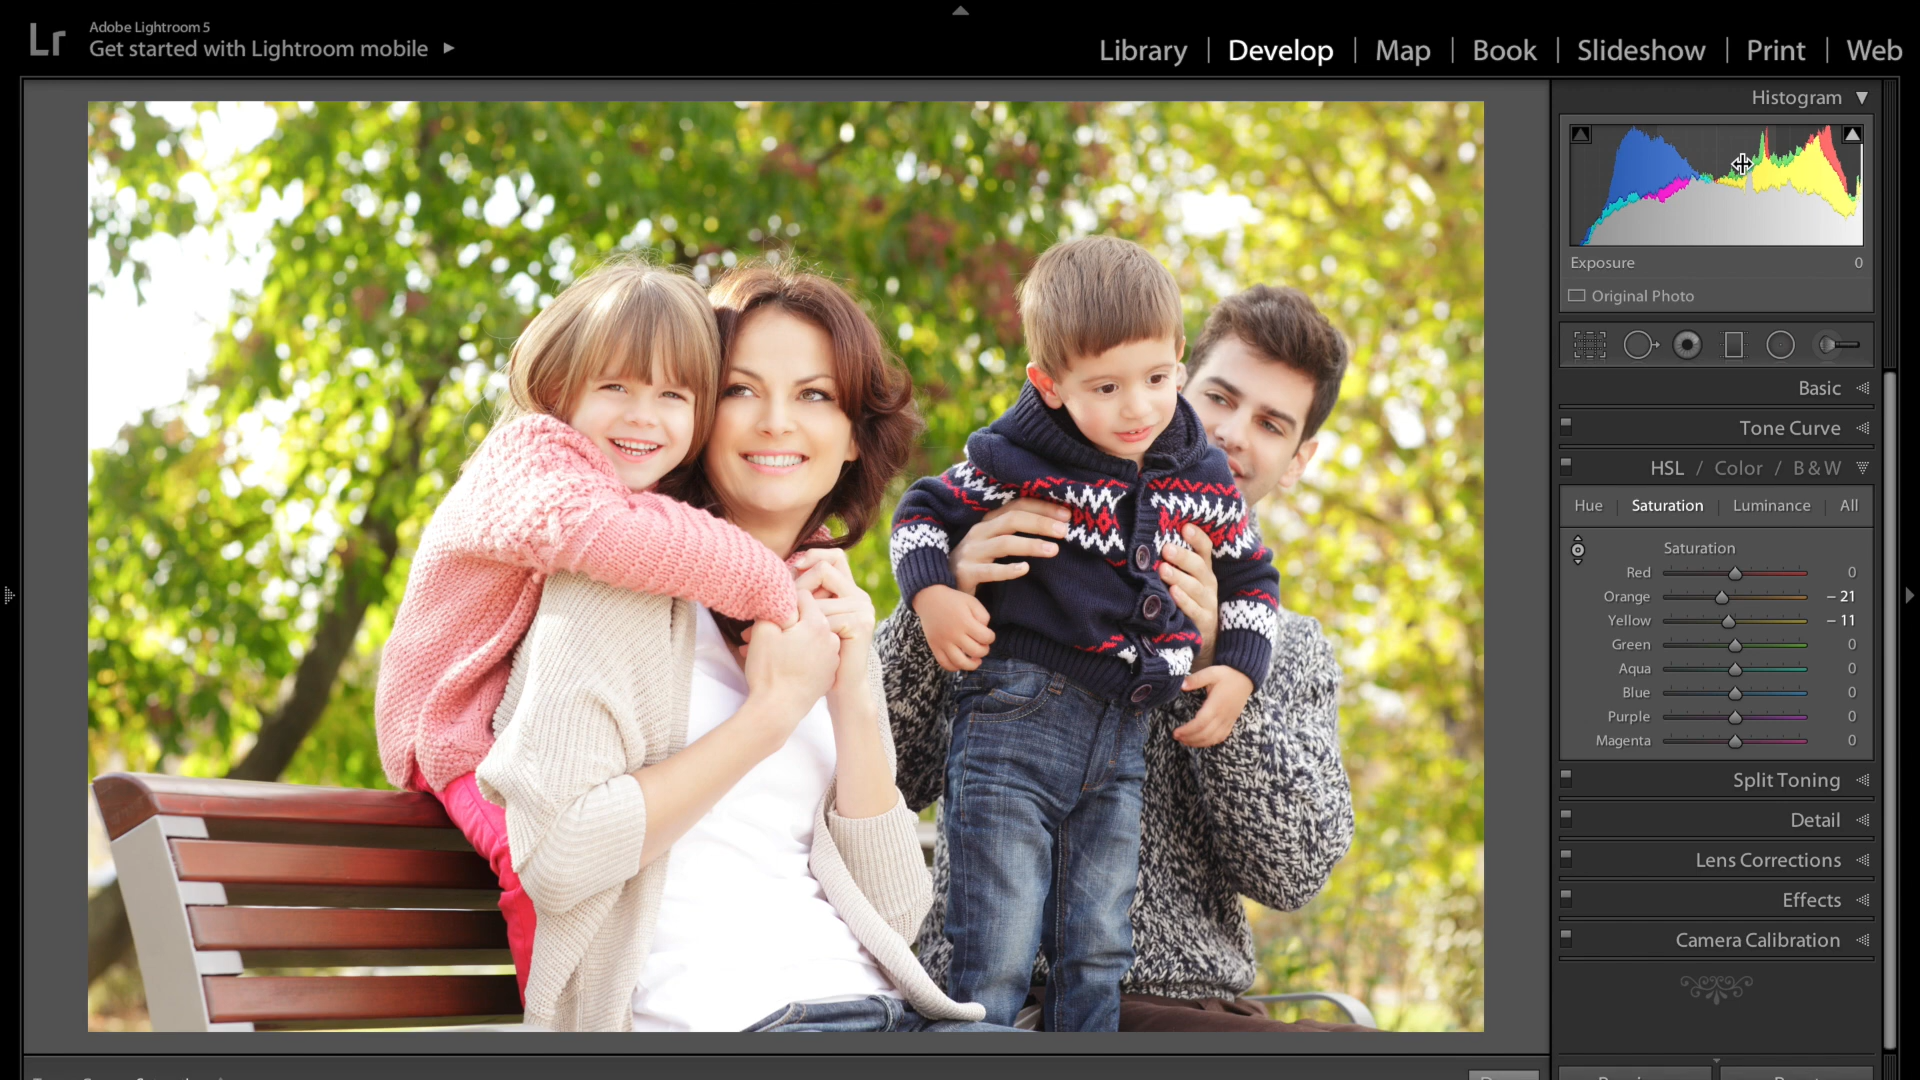 Lr
Adobe Lightroom 5
Get started with Lightroom mobile
Library | Develop | Map | Book | Slideshow | Print | Web
Histogram
Exposure 0
Original Photo
Basic
Tone Curve
HSL / Color / B & W
Hue | Saturation | Luminance | All
Saturation
Red 0
Orange – 21
Yellow – 11
Green 0
Aqua 0
Blue 0
Purple 0
Magenta 0
Split Toning
Detail
Lens Corrections
Effects
Camera Calibration